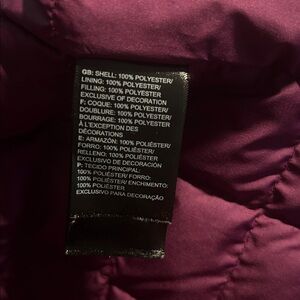 GB: SHELL: 100% POLYESTER/
LINING: 100% POLYESTER/
FILLING: 100% POLYESTER
EXCLUSIVE OF DECORATION
F: COQUE: 100% POLYESTER/
DOUBLURE: 100% POLYESTER/
BOURRAGE: 100% POLYESTER
À L'EXCEPTION DES
DÉCORATIONS
E: ARMAZÓN: 100% POLIÉSTER/
FORRO: 100% POLIÉSTER/
RELLENO: 100% POLIÉSTER
EXCLUSIVO DE DECORACIÓN
P: TECIDO PRINCIPAL:
100% POLIÉSTER/ FORRO:
100% POLIÉSTER/ ENCHIMENTO:
100% POLIÉSTER
EXCLUSIVO PARA DECORAÇÃO